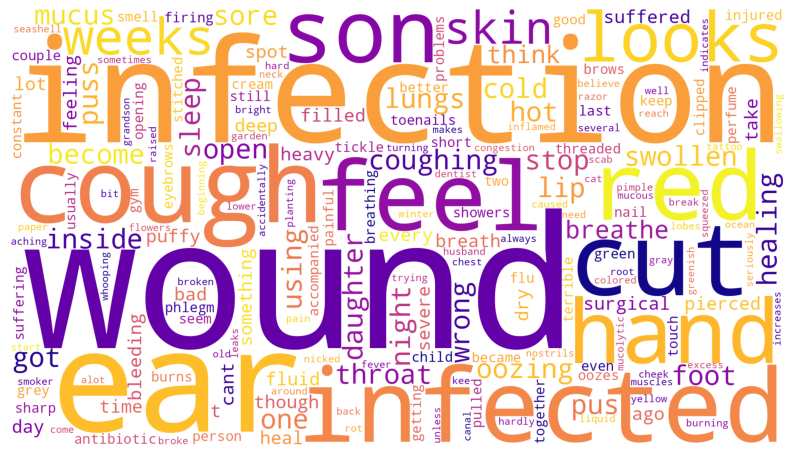 seashell
mucus smell firing sore
weeks
son
skin
looks
suffered good
injured
couple
sometimes
spot
think
problems
brows
indicates
infection
lot puss
constant
feeling
stitched
cream
neck
hard
still
bright
deep
better
lungs
cold
hot
clipped
keep
last
believe
razor
well
reach
perfume
take
swallowing
opening
grandson
raised
sleep
filled
toenails
garden
turning
inflamed
makes
several
tattoo
become
eyebrows
beginning
open
heavy
tickle
short
congestion
coughing
stop
threaded
scab
swollen
cough
feel
red
usually
bit
gym
accidentally
lower
planting
painful
breathing
dentist
two
showers
lip
cat
pimple
mucous
break
squeezed
lobes
ocean
paper
flowers
aching
inside
puffy
using
accompanied
daughter
winter
every
breath
always
caused
need
breathe
nail
healing
wound
cut
whooping
suffering
broken
phlegm
bad
seem
something
night
husband
chest
trying
severe
wrong
flu
dry
terrible
green
root
colored
gray
greenish
seriously
surgical
pierced
mucolytic
touch
increases
got
start
pain
child
became
nostrils
oozing
hand
ear
smoker
alot
old
leaks
cant
nicked
fever
throat
even
oozes
cheek
muscles
excess
foot
grey
burns
fluid
though
around
getting
unless
canal
kee
pulled
together
pus
yellow
burning
sharp
bleeding
time
t
one
infected
ago
liquid
day
come
antibiotic
broke
person
heal
back
rot
hardly